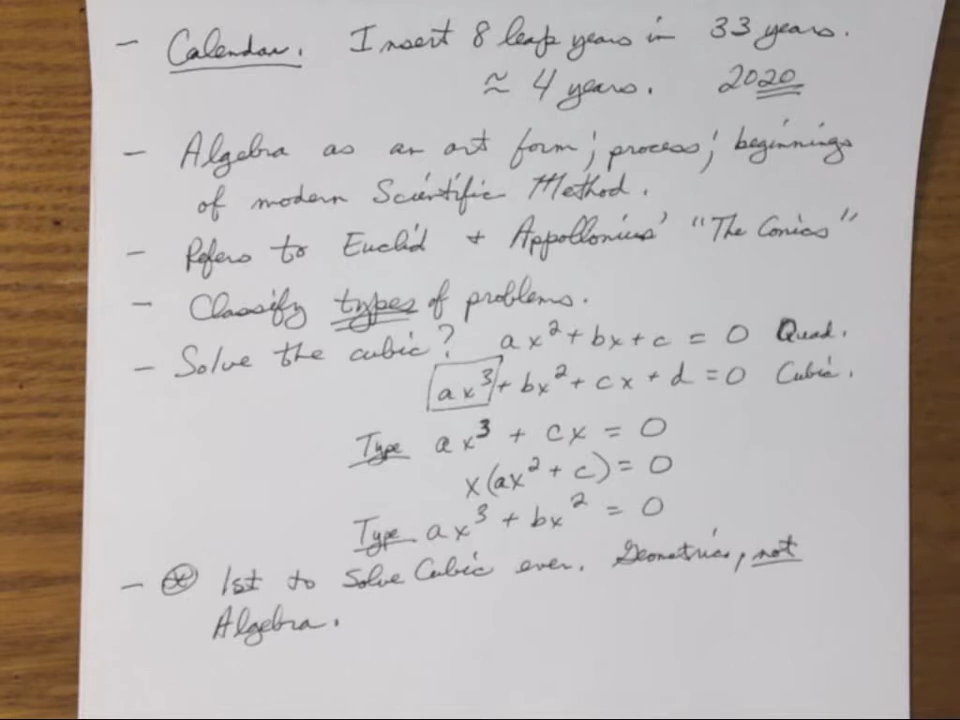 - Calendar. Insert 8 leap years in 33 years.
≈ 4 years. 2020
- Algebra as an art form; process; beginnings
of modern Scientific Method.
- Refers to Euclid + Appollonius' "The Conics"
- Classify types of problems.
- Solve the cubic? ax² + bx + c = 0 Quad.
ax³ + bx² + cx + d = 0 Cubic.
Type ax³ + cx = 0
x(ax² + c) = 0
Type ax³ + bx² = 0
- ⊛ 1st to Solve Cubic ever. Geometric, not
Algebra.